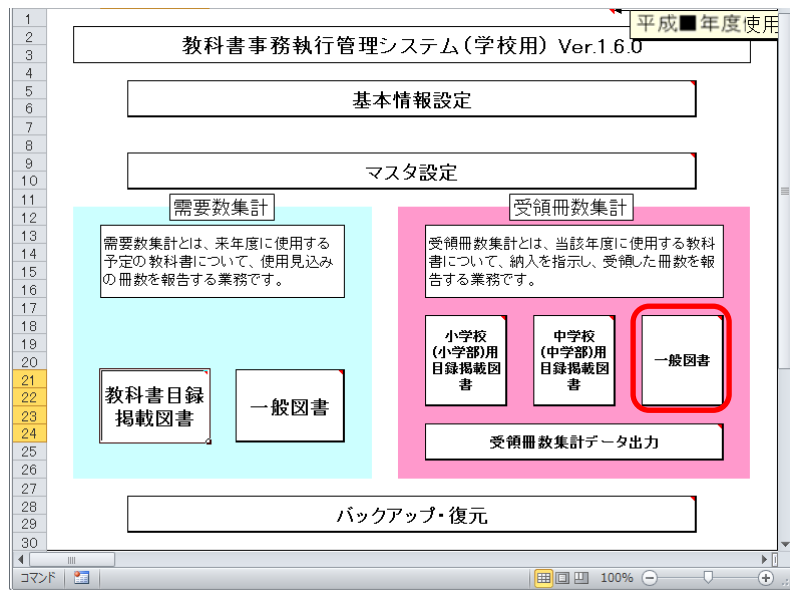 平成■年度使用
教科書事務執行管理システム(学校用) Ver.1.6.0
基本情報設定
マスタ設定
需要数集計
需要数集計とは、来年度に使用する
予定の教科書について、使用見込み
の冊数を報告する業務です。
教科書目録
掲載図書
一般図書
受領冊数集計
受領冊数集計とは、当該年度に使用する教科
書について、納入を指示し、受領した冊数を報
告する業務です。
小学校
(小学部)用
目録掲載図
書
中学校
(中学部)用
目録掲載図
書
一般図書
受領冊数集計データ出力
バックアップ・復元
1
2
3
4
5
6
7
8
9
10
11
12
13
14
15
16
17
18
19
20
21
22
23
24
25
26
27
28
29
30
コマンド
100%